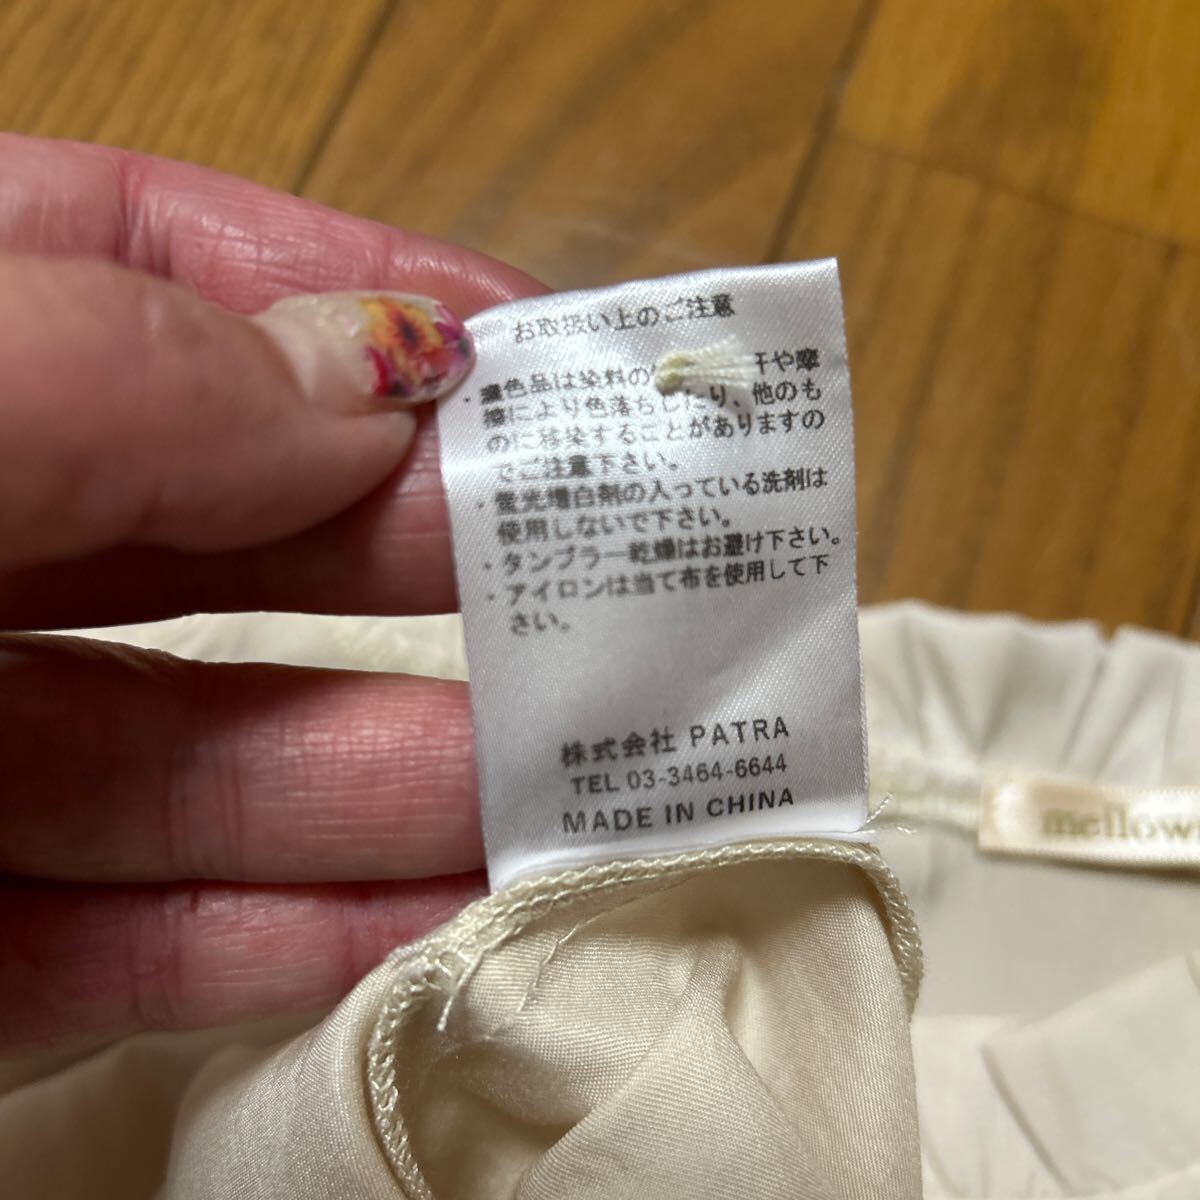 お取扱い上のご注意
・濃色品は染料の 汗や摩
擦により色落ちしたり、他のも
のに移染することがありますの
でご注意下さい。
・蛍光増白剤の入っている洗剤は
使用しないで下さい。
・タンブラー乾燥はお避け下さい。
・アイロンは当て布を使用して下
さい。
株式会社 PATRA
TEL 03-3464-6644
MADE IN CHINA
mellow